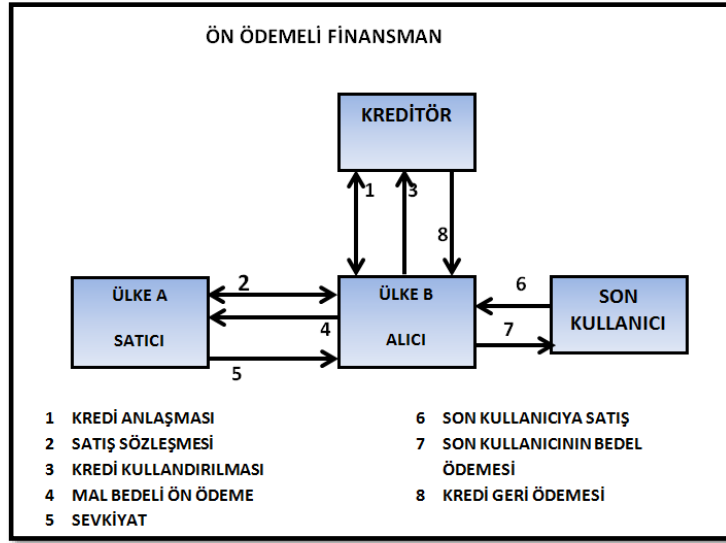 ÖN ÖDEMELİ FİNANSMAN
KREDİTÖR
1
3
8
ÜLKE A
SATICI
2
4
5
ÜLKE B
ALICI
6
7
SON
KULLANICI
1 KREDİ ANLAŞMASI
2 SATIŞ SÖZLEŞMESİ
3 KREDİ KULLANDIRILMASI
4 MAL BEDELİ ÖN ÖDEME
5 SEVKİYAT
6 SON KULLANICIYA SATIŞ
7 SON KULLANICININ BEDEL
ÖDEMESİ
8 KREDİ GERİ ÖDEMESİ